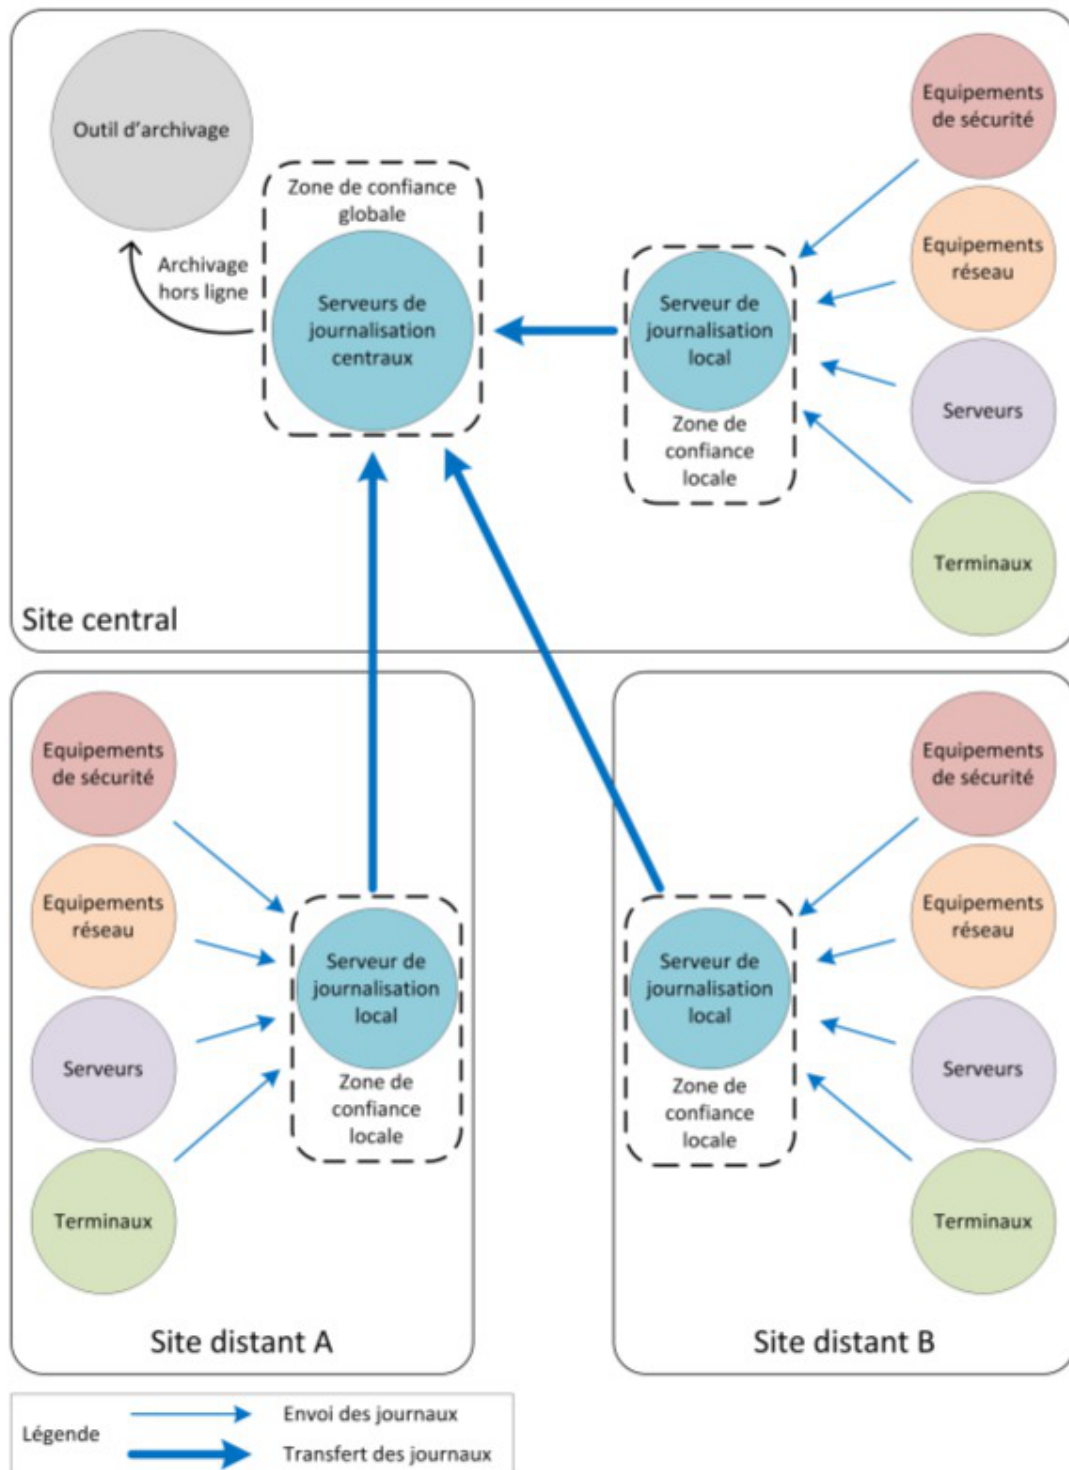 Outil d'archivage
Zone de confiance
globale
Archivage
hors ligne
Serveurs de
journalisation
centraux
Serveur de
journalisation
local
Zone de
confiance
locale
Equipements
de sécurité
Equipements
réseau
Serveurs
Terminaux
Site central
Equipements
de sécurité
Equipements
réseau
Serveurs
Terminaux
Serveur de
journalisation
local
Zone de
confiance
locale
Site distant A
Serveur de
journalisation
local
Zone de
confiance
locale
Equipements
de sécurité
Equipements
réseau
Serveurs
Terminaux
Site distant B
Légende
Envoi des journaux
Transfert des journaux